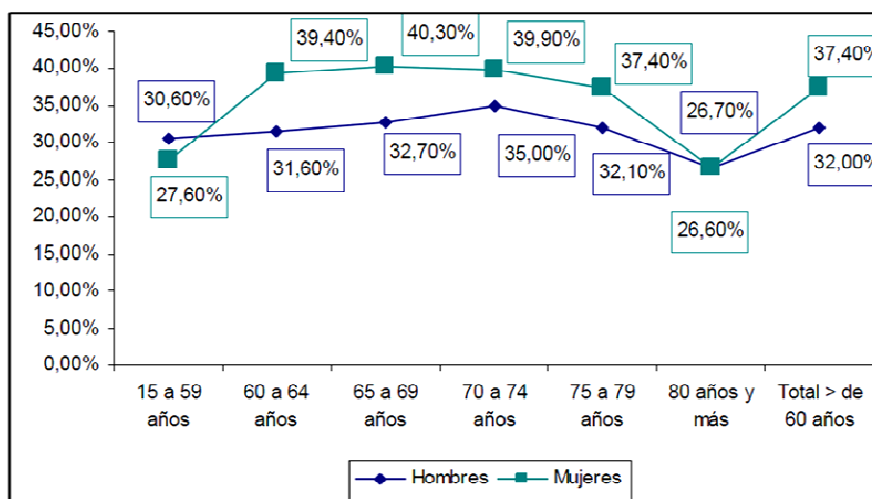 45,00%
40,00%
35,00%
30,00%
25,00%
20,00%
15,00%
10,00%
5,00%
0,00%
30,60%
39,40%
40,30%
39,90%
37,40%
26,70%
37,40%
27,60%
31,60%
32,70%
35,00%
32,10%
26,60%
32,00%
15 a 59
años
60 a 64
años
65 a 69
años
70 a 74
años
75 a 79
años
80 años y
más
Total > de
60 años
Hombres
Mujeres